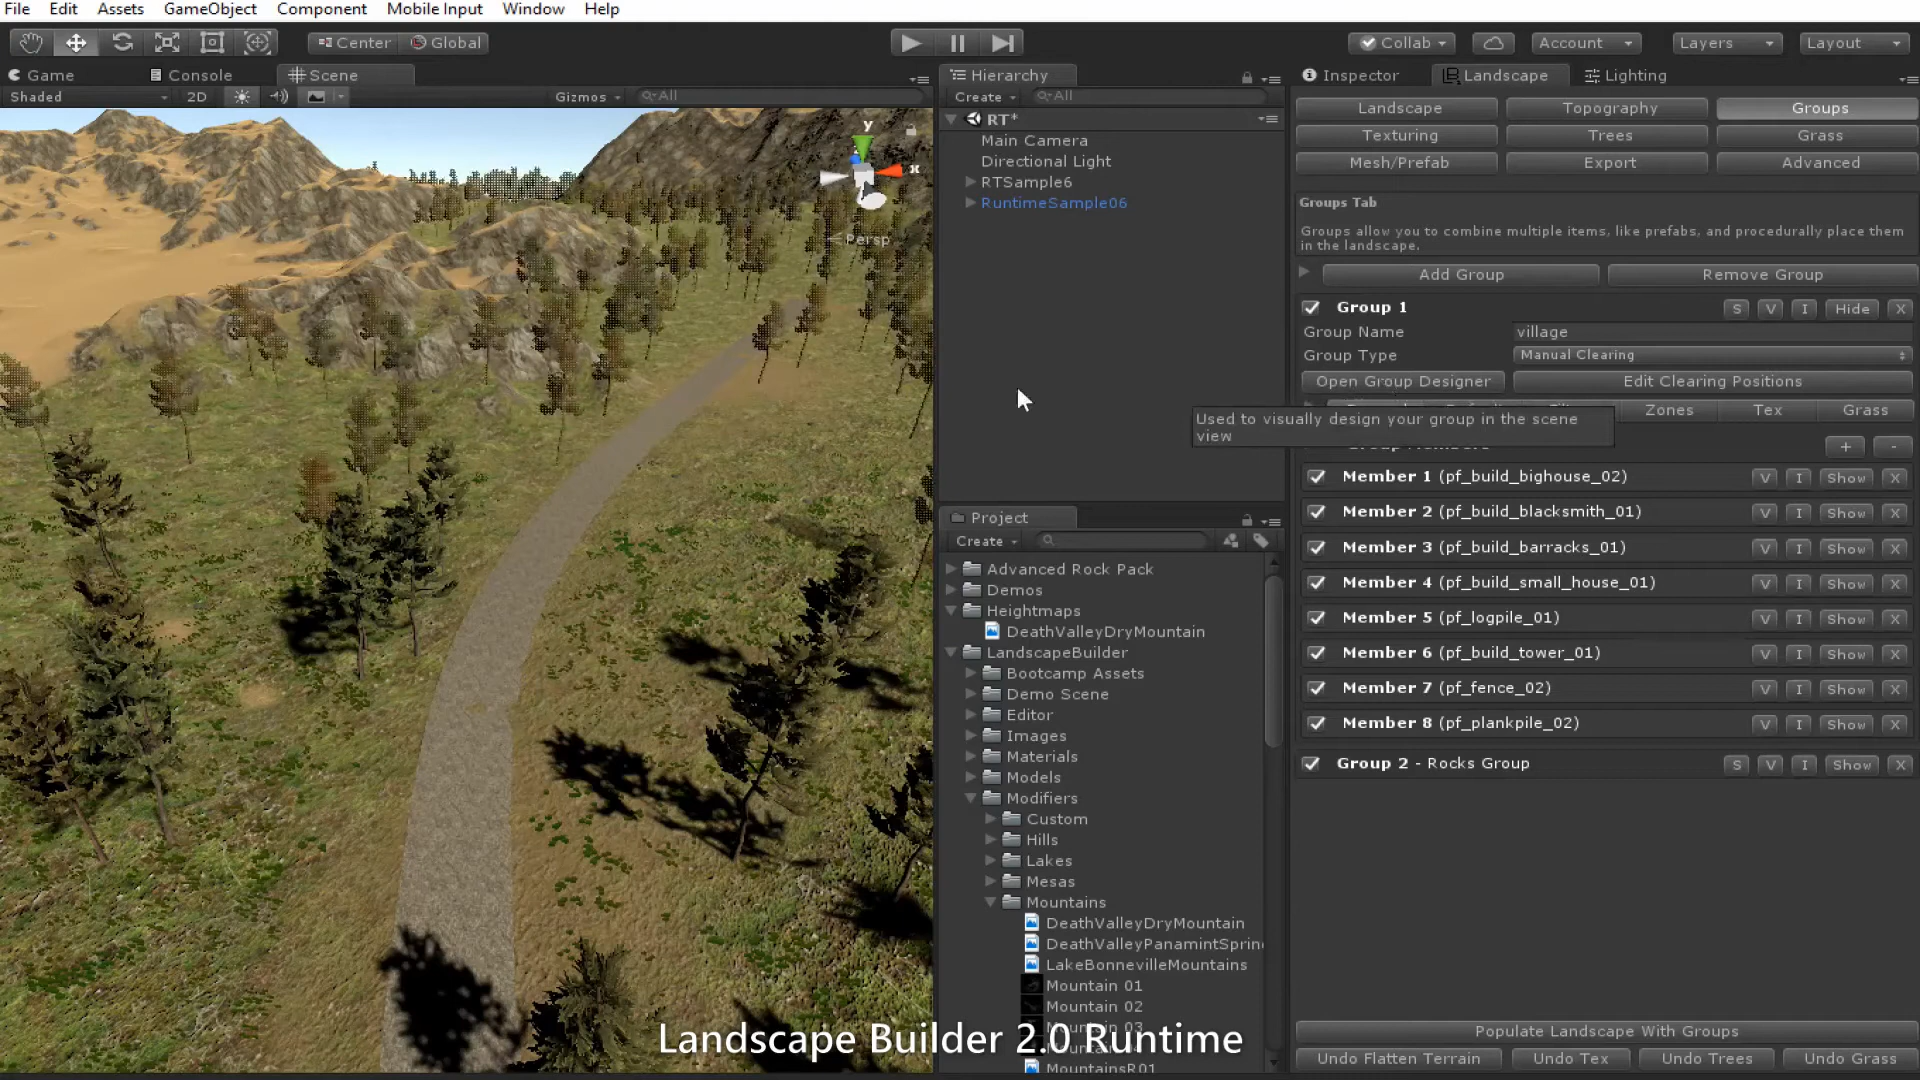 File Edit Assets GameObject Component Mobile Input Window Help
Center Global Collab Account Layers Layout
Game Console Scene
Shaded 2D Gizmos All
y
x
Persp
Hierarchy
Create All
RT*
Main Camera
Directional Light
RTSample6
RuntimeSample06
Project
Create
Advanced Rock Pack
Demos
Heightmaps
DeathValleyDryMountain
LandscapeBuilder
Bootcamp Assets
Demo Scene
Editor
Images
Materials
Models
Modifiers
Custom
Hills
Lakes
Mesas
Mountains
DeathValleyDryMountain
DeathValleyPanamintSprin
LakeBonnevilleMountains
Mountain 01
Mountain 02
MountainsR01
Inspector Landscape Lighting
Landscape Topography Groups
Texturing Trees Grass
Mesh/Prefab Export Advanced
Groups Tab
Groups allow you to combine multiple items, like prefabs, and procedurally place them
in the landscape.
Add Group Remove Group
Group 1 S V I Hide X
Group Name village
Group Type Manual Clearing
Open Group Designer Edit Clearing Positions
Zones Tex Grass
Used to visually design your group in the scene
view
+ -
Member 1 (pf_build_bighouse_02) V I Show X
Member 2 (pf_build_blacksmith_01) V I Show X
Member 3 (pf_build_barracks_01) V I Show X
Member 4 (pf_build_small_house_01) V I Show X
Member 5 (pf_logpile_01) V I Show X
Member 6 (pf_build_tower_01) V I Show X
Member 7 (pf_fence_02) V I Show X
Member 8 (pf_plankpile_02) V I Show X
Group 2 - Rocks Group S V I Show X
Populate Landscape With Groups
Undo Flatten Terrain Undo Tex Undo Trees Undo Grass
Landscape Builder 2.0 Runtime